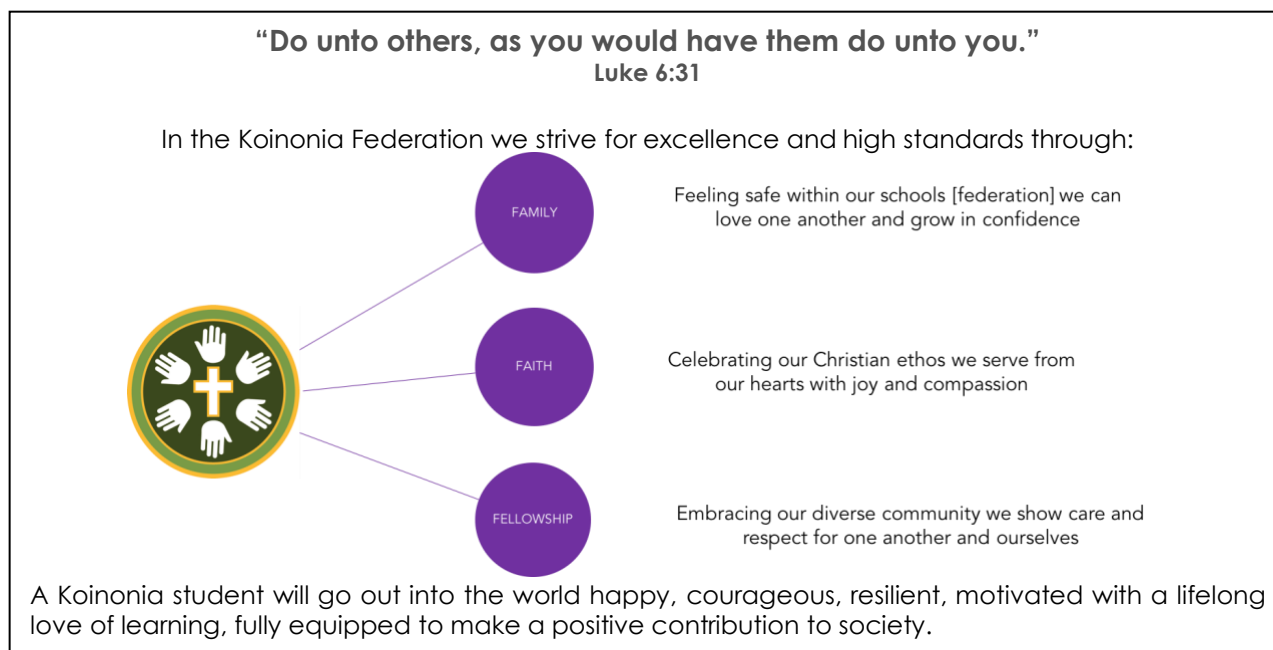 “Do unto others, as you would have them do unto you.”
Luke 6:31
In the Koinonia Federation we strive for excellence and high standards through:
FAMILY
Feeling safe within our schools [federation] we can
love one another and grow in confidence
FAITH
Celebrating our Christian ethos we serve from
our hearts with joy and compassion
FELLOWSHIP
Embracing our diverse community we show care and
respect for one another and ourselves
A Koinonia student will go out into the world happy, courageous, resilient, motivated with a lifelong
love of learning, fully equipped to make a positive contribution to society.